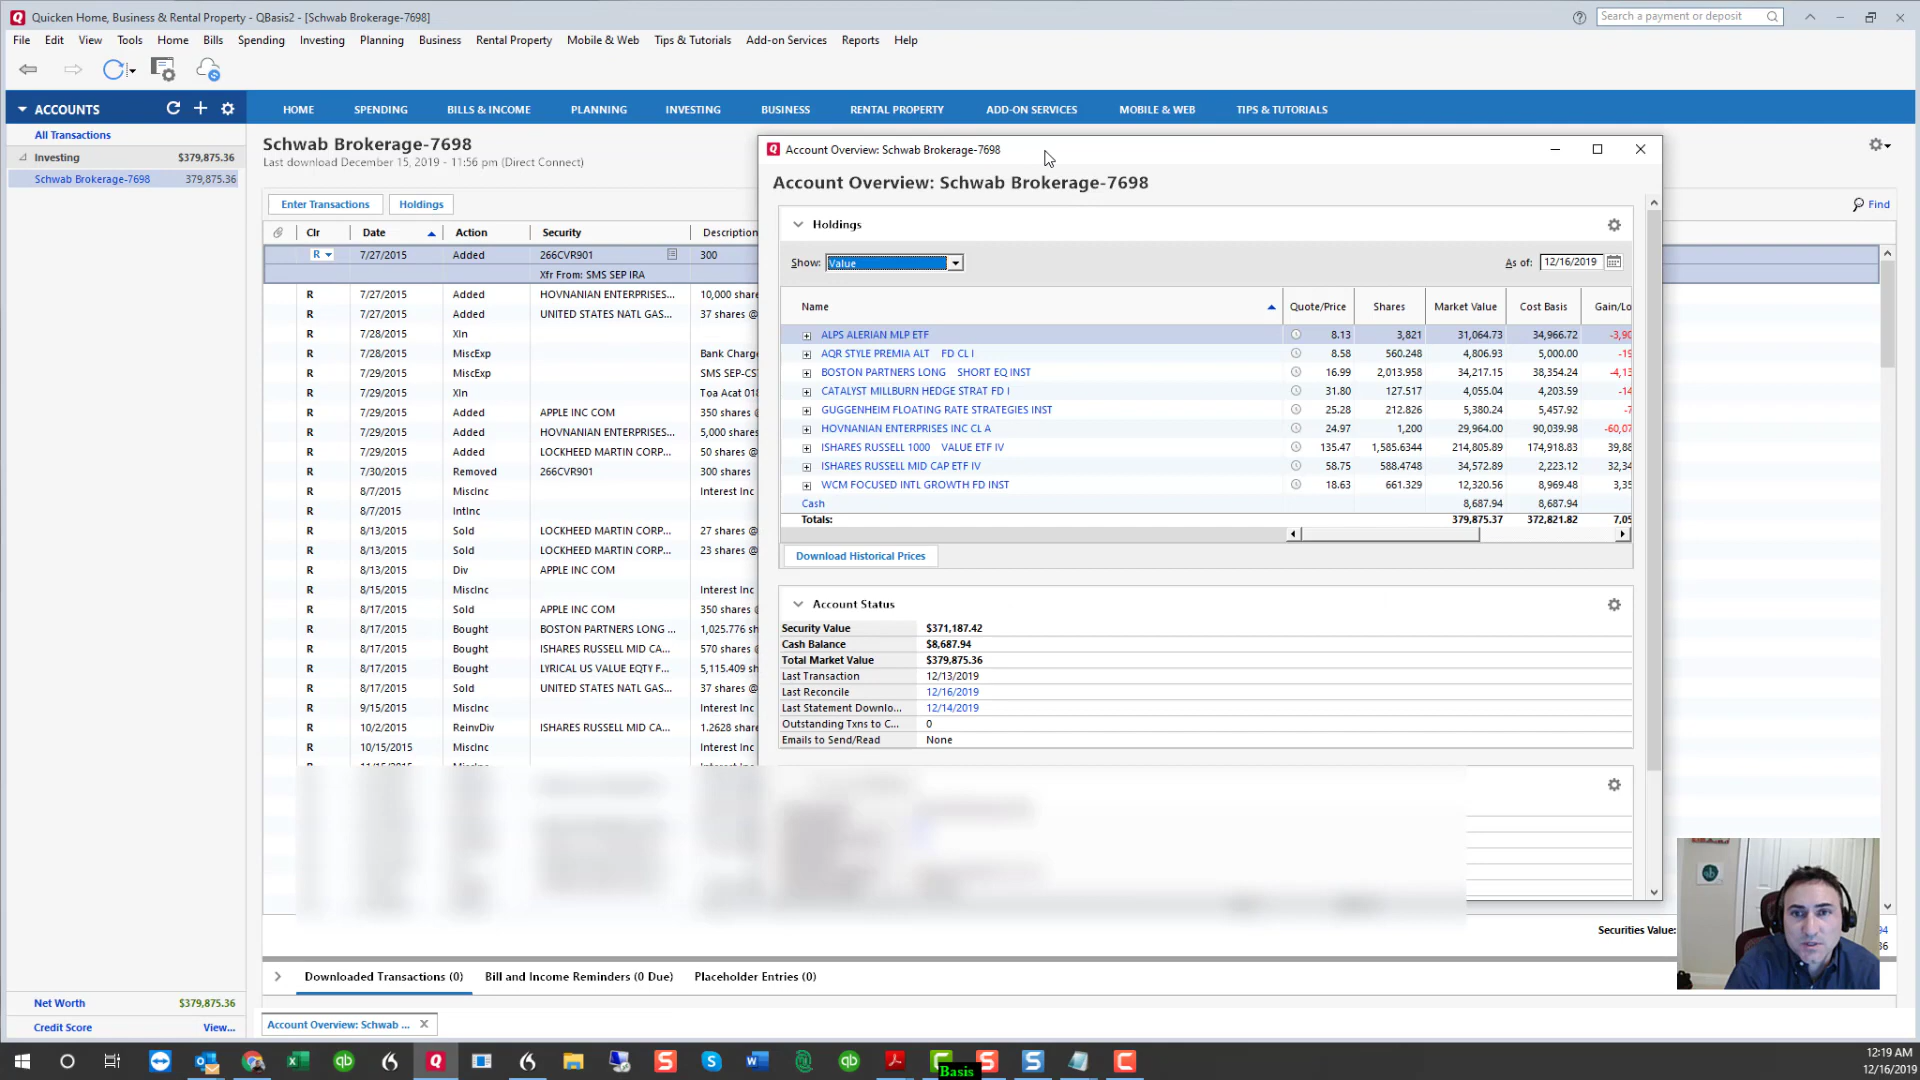 Quicken Home, Business & Rental Property - QBasis2 - [Schwab Brokerage-7698]
Search a payment or deposit
File Edit View Tools Home Bills Spending Investing Planning Business Rental Property Mobile & Web Tips & Tutorials Add-on Services Reports Help
ACCOUNTS
HOME SPENDING BILLS & INCOME PLANNING INVESTING BUSINESS RENTAL PROPERTY ADD-ON SERVICES MOBILE & WEB TIPS & TUTORIALS
All Transactions
Investing $379,875.36
Schwab Brokerage-7698 379,875.36
Net Worth $379,875.36
Credit Score View...
Schwab Brokerage-7698
Last download December 15, 2019 - 11:56 pm (Direct Connect)
Enter Transactions Holdings
Find
Clr Date Action Security Description
R 7/27/2015 Added 266CVR901 300
Xfr From: SMS SEP IRA
R 7/27/2015 Added HOVNANIAN ENTERPRISES... 10,000 share
R 7/27/2015 Added UNITED STATES NATL GAS... 37 shares @
R 7/28/2015 XIn
R 7/28/2015 MiscExp Bank Charge
R 7/28/2015 MiscExp SMS SEP-CS
R 7/29/2015 XIn Toa Acat 018
R 7/29/2015 Added APPLE INC COM 350 shares @
R 7/29/2015 Added HOVNANIAN ENTERPRISES... 5,000 shares
R 7/29/2015 Added LOCKHEED MARTIN CORP... 50 shares @
R 7/30/2015 Removed 266CVR901 300 shares
R 8/7/2015 MiscInc Interest Inc
R 8/7/2015 IntInc
R 8/13/2015 Sold LOCKHEED MARTIN CORP... 27 shares @
R 8/13/2015 Sold LOCKHEED MARTIN CORP... 23 shares @
R 8/13/2015 Div APPLE INC COM
R 8/15/2015 MiscInc Interest Inc
R 8/17/2015 Sold APPLE INC COM 350 shares @
R 8/17/2015 Bought BOSTON PARTNERS LONG ... 1,025.776 sh
R 8/17/2015 Bought ISHARES RUSSELL MID CA... 570 shares @
R 8/17/2015 Bought LYRICAL US VALUE EQTY F... 5,115.409 sh
R 8/17/2015 Sold UNITED STATES NATL GAS... 37 shares @
R 9/15/2015 MiscInc Interest Inc
R 10/2/2015 ReinvDiv ISHARES RUSSELL MID CA... 1.2628 share
R 10/15/2015 MiscInc Interest Inc
Account Overview: Schwab Brokerage-7698
Account Overview: Schwab Brokerage-7698
Holdings
Show: Value As of: 12/16/2019
Name Quote/Price Shares Market Value Cost Basis Gain/Lo
ALPS ALERIAN MLP ETF 8.13 3,821 31,064.73 34,966.72 -3,90
AQR STYLE PREMIA ALT FD CL I 8.58 560.248 4,806.93 5,000.00 -19
BOSTON PARTNERS LONG SHORT EQ INST 16.99 2,013.958 34,217.15 38,354.24 -4,13
CATALYST MILLBURN HEDGE STRAT FD I 31.80 127.517 4,055.04 4,203.59 -14
GUGGENHEIM FLOATING RATE STRATEGIES INST 25.28 212.826 5,380.24 5,457.92 -7
HOVNANIAN ENTERPRISES INC CL A 24.97 1,200 29,964.00 90,039.98 -60,07
ISHARES RUSSELL 1000 VALUE ETF IV 135.47 1,585.6344 214,805.89 174,918.83 39,88
ISHARES RUSSELL MID CAP ETF IV 58.75 588.4748 34,572.89 2,223.12 32,34
WCM FOCUSED INTL GROWTH FD INST 18.63 661.329 12,320.56 8,969.48 3,35
Cash 8,687.94 8,687.94
Totals: 379,875.37 372,821.82 7,05
Download Historical Prices
Account Status
Security Value $371,187.42
Cash Balance $8,687.94
Total Market Value $379,875.36
Last Transaction 12/13/2019
Last Reconcile 12/16/2019
Last Statement Downlo... 12/14/2019
Outstanding Txns to C... 0
Emails to Send/Read None
Securities Value:
94
36
Downloaded Transactions (0) Bill and Income Reminders (0 Due) Placeholder Entries (0)
Account Overview: Schwab ...
Basis
12:19 AM
12/16/2019